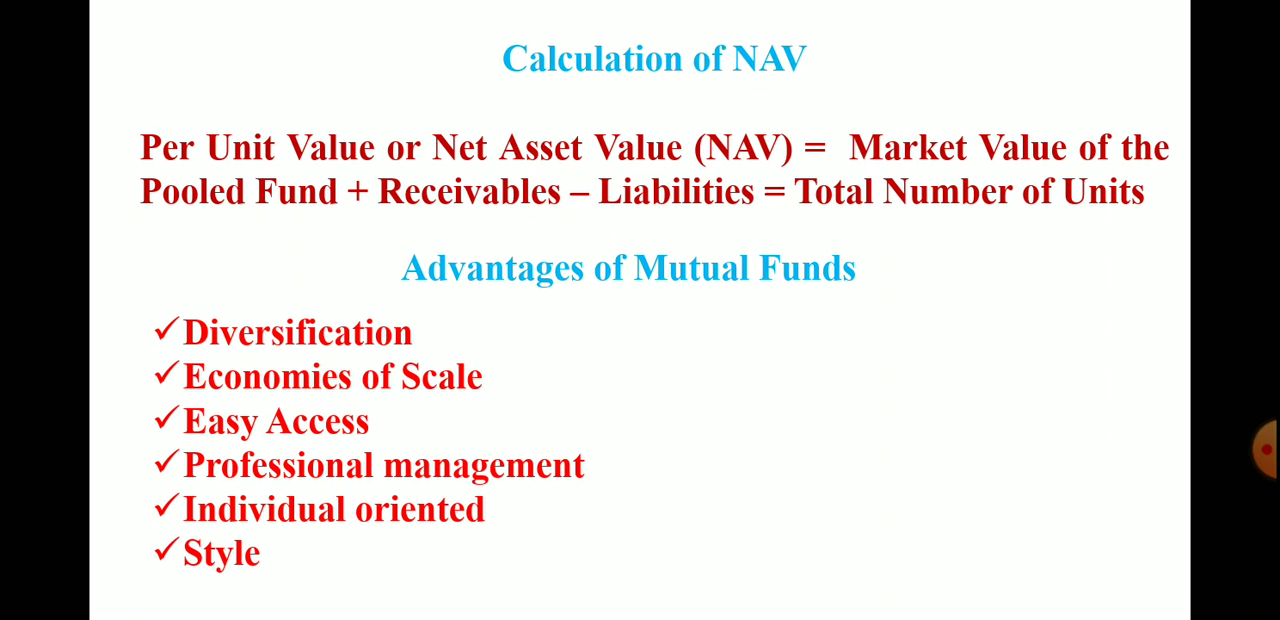 Calculation of NAV
Per Unit Value or Net Asset Value (NAV) = Market Value of the
Pooled Fund + Receivables – Liabilities = Total Number of Units
Advantages of Mutual Funds
✓Diversification
✓Economies of Scale
✓Easy Access
✓Professional management
✓Individual oriented
✓Style